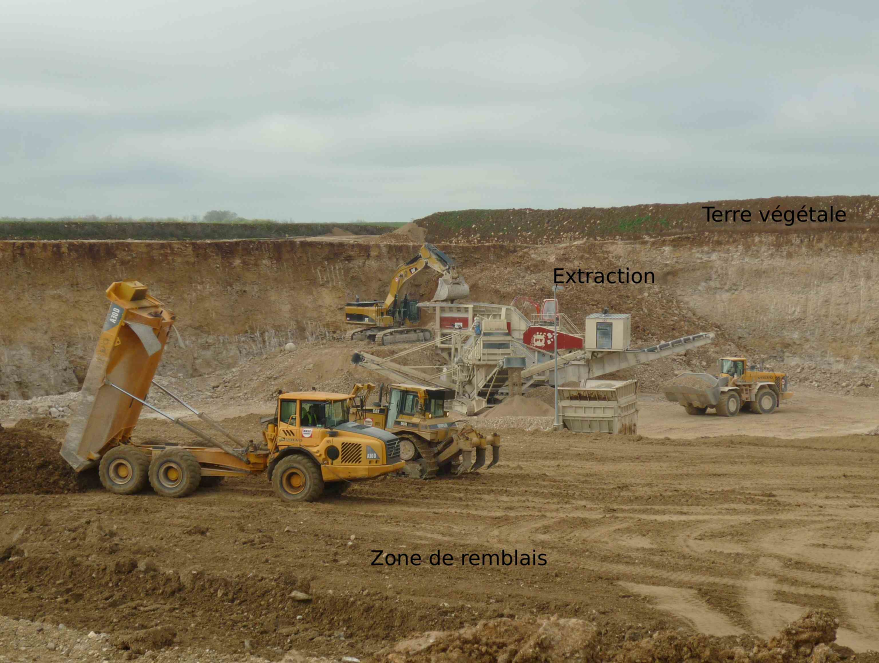 Terre végétale
Extraction
Zone de remblais